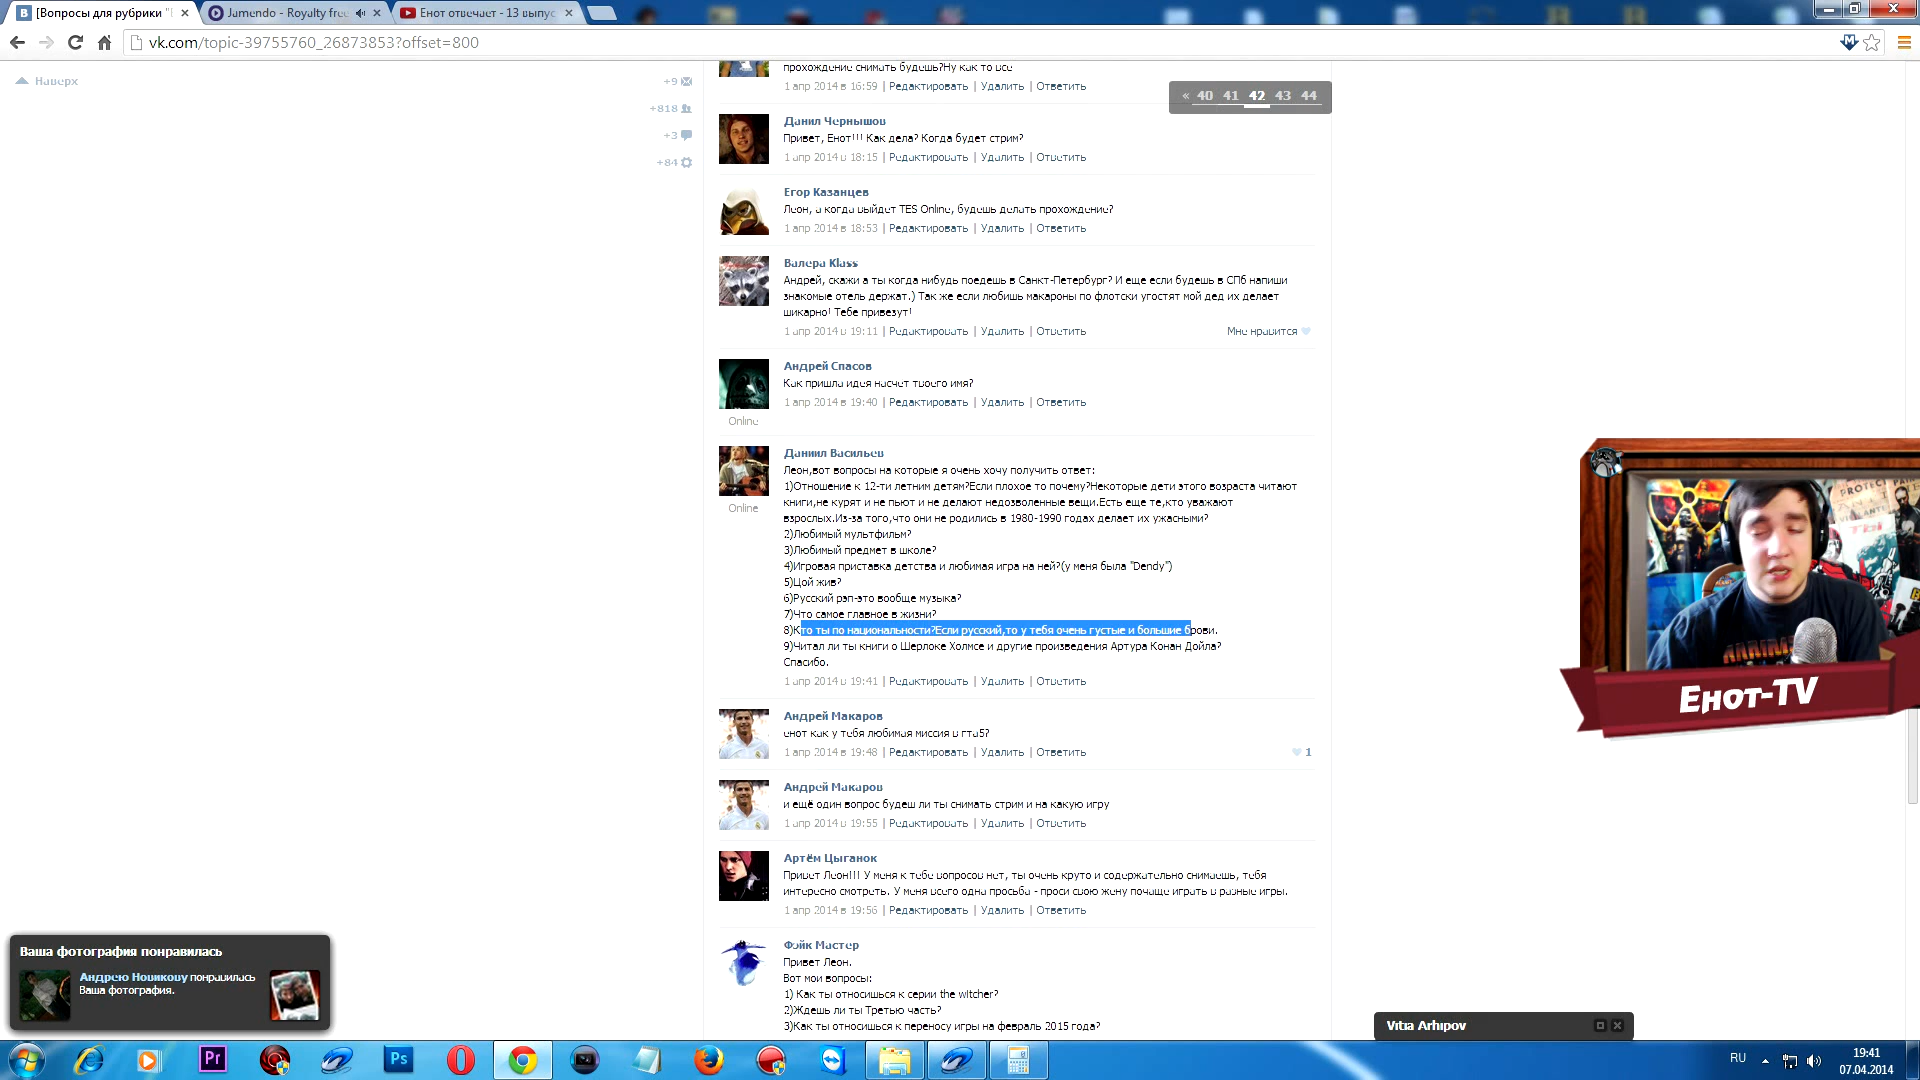 [Вопросы для рубрики "
Jamendo - Royalty free
Енот отвечает - 13 выпус
vk.com/topic-39755760_26873853?offset=800
Наверх
+9
+818
+3
+84
« 40 41 42 43 44
прохождение снимать будешь?Ну как то все
1 апр 2014 в 16:59 | Редактировать | Удалить | Ответить
Данил Чернышов
Привет, Енот!!! Как дела? Когда будет стрим?
1 апр 2014 в 18:15 | Редактировать | Удалить | Ответить
Егор Казанцев
Леон, а когда выйдет TES Online, будешь делать прохождение?
1 апр 2014 в 18:53 | Редактировать | Удалить | Ответить
Валера Klass
Андрей, скажи а ты когда нибудь поедешь в Санкт-Петербург? И еще если будешь в СПб напиши
знакомые отель держат.) Так же если любишь макароны по флотски угостят мой дед их делает
шикарно! Тебе привезут!
1 апр 2014 в 19:11 | Редактировать | Удалить | Ответить Мне нравится
Андрей Спасов
Как пришла идея насчет твоего имя?
1 апр 2014 в 19:40 | Редактировать | Удалить | Ответить
Online
Даниил Васильев
Леон,вот вопросы на которые я очень хочу получить ответ:
1)Отношение к 12-ти летним детям?Если плохое то почему?Некоторые дети этого возраста читают
книги,не курят и не пьют и не делают недозволенные вещи.Есть еще те,кто уважают
Online
взрослых.Из-за того,что они не родились в 1980-1990 годах делает их ужасными?
2)Любимый мультфильм?
3)Любимый предмет в школе?
4)Игровая приставка детства и любимая игра на ней?(у меня была "Dendy")
5)Цой жив?
6)Русский рэп-это вообще музыка?
7)Что самое главное в жизни?
8)Кто ты по национальности?Если русский,то у тебя очень густые и большие брови.
9)Читал ли ты книги о Шерлоке Холмсе и другие произведения Артура Конан Дойла?
Спасибо.
1 апр 2014 в 19:41 | Редактировать | Удалить | Ответить
Андрей Макаров
енот как у тебя любимая миссия в гта5?
1 апр 2014 в 19:48 | Редактировать | Удалить | Ответить 1
Андрей Макаров
и ещё один вопрос будеш ли ты снимать стрим и на какую игру
1 апр 2014 в 19:55 | Редактировать | Удалить | Ответить
Артём Цыганок
Привет Леон!!! У меня к тебе вопросов нет, ты очень круто и содержательно снимаешь, тебя
интересно смотреть. У меня всего одна просьба - проси свою жену почаще играть в разные игры.
1 апр 2014 в 19:56 | Редактировать | Удалить | Ответить
Фэйк Мастер
Привет Леон.
Вот мои вопросы:
1) Как ты относишься к серии the witcher?
2)Ждешь ли ты Третью часть?
3)Как ты относишься к переносу игры на февраль 2015 года?
Енот-TV
Ваша фотография понравилась
Андрею Новикову понравилась
Ваша фотография.
Vitia Arhipov
Pr
Ps
RU
19:41
07.04.2014